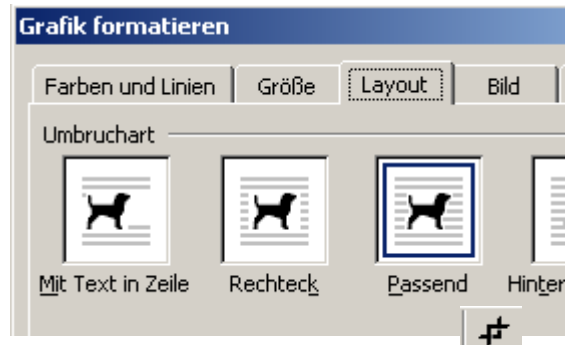 Grafik formatieren
Farben und Linien Größe Layout Bild
Umbruchart
Mit Text in Zeile Rechteck Passend